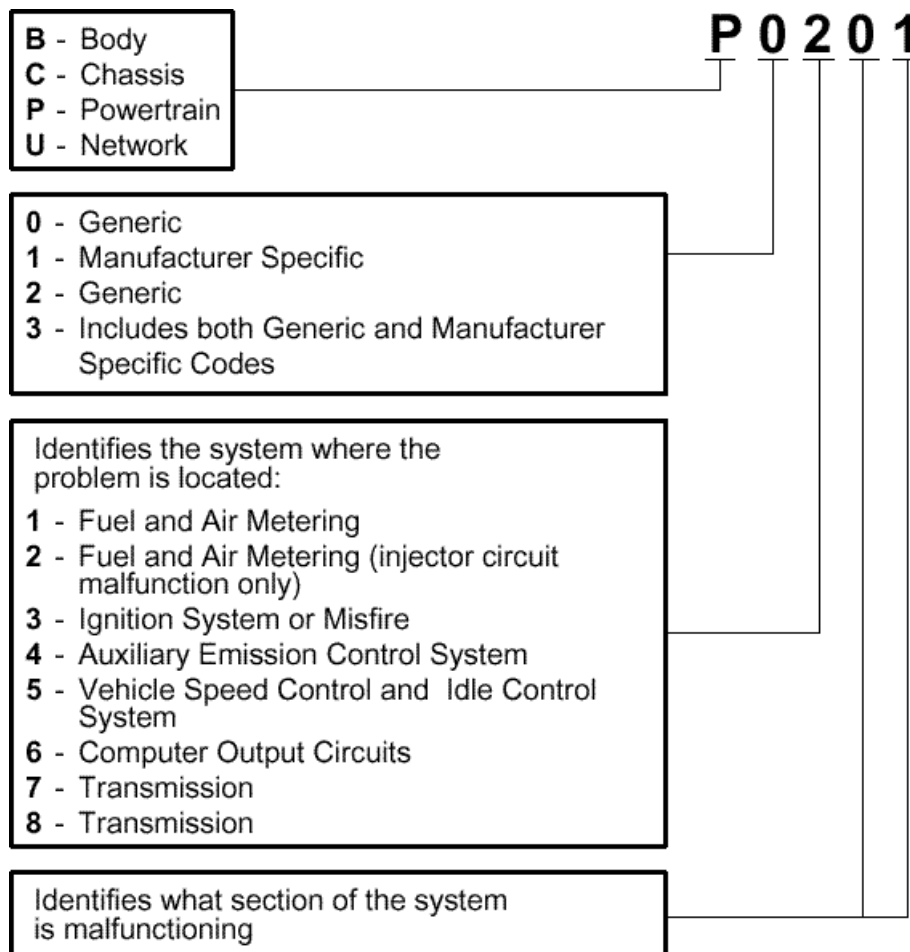 P 0 2 0 1
B - Body
C - Chassis
P - Powertrain
U - Network
0 - Generic
1 - Manufacturer Specific
2 - Generic
3 - Includes both Generic and Manufacturer
Specific Codes
Identifies the system where the
problem is located:
1 - Fuel and Air Metering
2 - Fuel and Air Metering (injector circuit
malfunction only)
3 - Ignition System or Misfire
4 - Auxiliary Emission Control System
5 - Vehicle Speed Control and Idle Control
System
6 - Computer Output Circuits
7 - Transmission
8 - Transmission
Identifies what section of the system
is malfunctioning